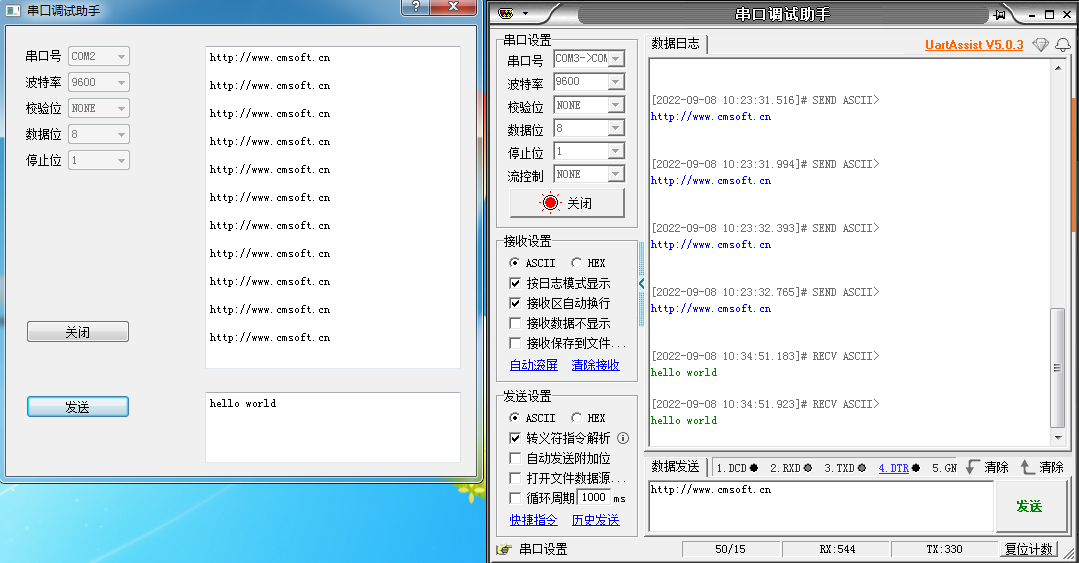 串口调试助手
串口号 COM2
波特率 9600
校验位 NONE
数据位 8
停止位 1
关闭
发送
http://www.cmsoft.cn
http://www.cmsoft.cn
http://www.cmsoft.cn
http://www.cmsoft.cn
http://www.cmsoft.cn
http://www.cmsoft.cn
http://www.cmsoft.cn
http://www.cmsoft.cn
http://www.cmsoft.cn
http://www.cmsoft.cn
http://www.cmsoft.cn
hello world
串口调试助手
串口设置
串口号 COM3->COM
波特率 9600
校验位 NONE
数据位 8
停止位 1
流控制 NONE
关闭
接收设置
ASCII HEX
按日志模式显示
接收区自动换行
接收数据不显示
接收保存到文件...
自动滚屏 清除接收
发送设置
ASCII HEX
转义符指令解析
自动发送附加位
打开文件数据源...
循环周期 1000 ms
快捷指令 历史发送
数据日志
UartAssist V5.0.3
[2022-09-08 10:23:31.516]# SEND ASCII>
http://www.cmsoft.cn
[2022-09-08 10:23:31.994]# SEND ASCII>
http://www.cmsoft.cn
[2022-09-08 10:23:32.393]# SEND ASCII>
http://www.cmsoft.cn
[2022-09-08 10:23:32.765]# SEND ASCII>
http://www.cmsoft.cn
[2022-09-08 10:34:51.183]# RECV ASCII>
hello world
[2022-09-08 10:34:51.923]# RECV ASCII>
hello world
数据发送 1.DCD 2.RXD 3.TXD 4.DTR 5.GN 清除 清除
http://www.cmsoft.cn
发送
串口设置 50/15 RX:544 TX:330 复位计数